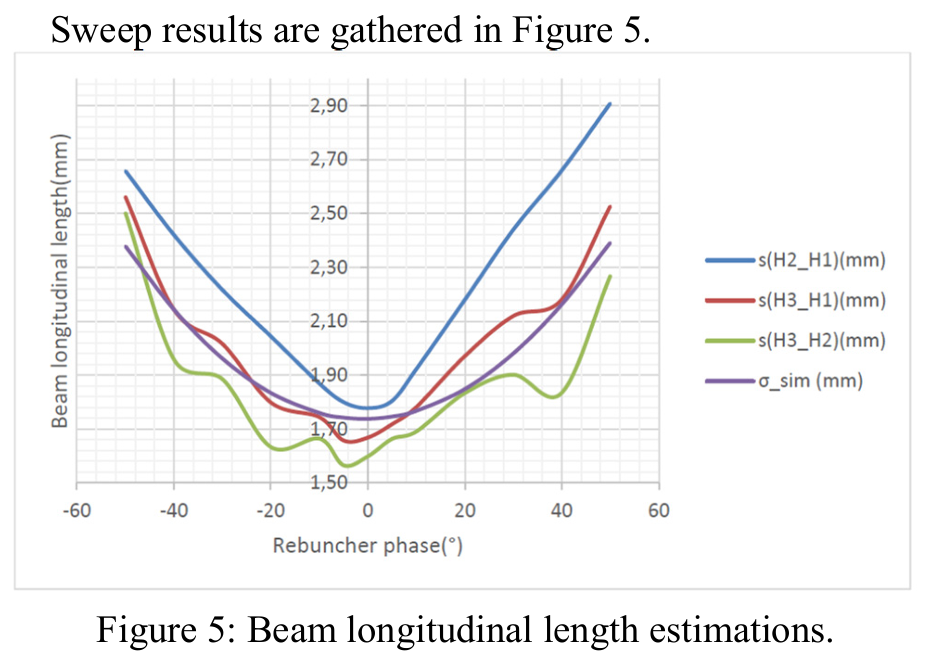 Sweep results are gathered in Figure 5.
Beam longitudinal length(mm)
2,90
2,70
2,50
2,30
2,10
1,90
1,70
1,50
-60 -40 -20 0 20 40 60
Rebuncher phase(°)
s(H2_H1)(mm)
s(H3_H1)(mm)
s(H3_H2)(mm)
σ_sim (mm)
Figure 5: Beam longitudinal length estimations.